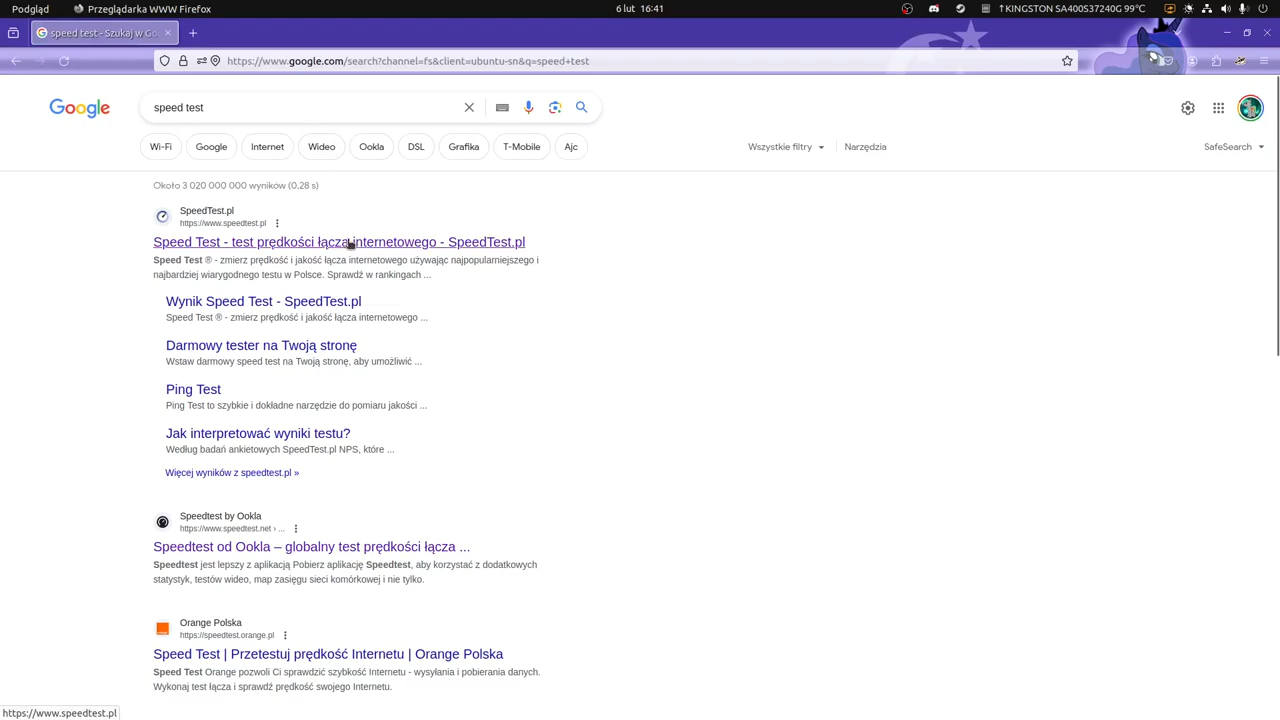 Podgląd
Przeglądarka WWW Firefox
6 lut 16:41
↑KINGSTON SA400S37240G 99°C
speed test - Szukaj w Go
https://www.google.com/search?channel=fs&client=ubuntu-sn&q=speed+test
Google
speed test
Wi-Fi
Google
Internet
Wideo
Ookla
DSL
Grafika
T-Mobile
Ajc
Wszystkie filtry
Narzędzia
SafeSearch
Około 3 020 000 000 wyników (0,28 s)
SpeedTest.pl
https://www.speedtest.pl
Speed Test - test prędkości łącza internetowego - SpeedTest.pl
Speed Test ® - zmierz prędkość i jakość łącza internetowego używając najpopularniejszego i
najbardziej wiarygodnego testu w Polsce. Sprawdź w rankingach ...
Wynik Speed Test - SpeedTest.pl
Speed Test ® - zmierz prędkość i jakość łącza internetowego ...
Darmowy tester na Twoją stronę
Wstaw darmowy speed test na Twoją stronę, aby umożliwić ...
Ping Test
Ping Test to szybkie i dokładne narzędzie do pomiaru jakości ...
Jak interpretować wyniki testu?
Według badań ankietowych SpeedTest.pl NPS, które ...
Więcej wyników z speedtest.pl »
Speedtest by Ookla
https://www.speedtest.net › ...
Speedtest od Ookla – globalny test prędkości łącza ...
Speedtest jest lepszy z aplikacją Pobierz aplikację Speedtest, aby korzystać z dodatkowych
statystyk, testów wideo, map zasięgu sieci komórkowej i nie tylko.
Orange Polska
https://speedtest.orange.pl
Speed Test | Przetestuj prędkość Internetu | Orange Polska
Speed Test Orange pozwoli Ci sprawdzić szybkość Internetu - wysyłania i pobierania danych.
Wykonaj test łącza i sprawdź prędkość swojego Internetu.
https://www.speedtest.pl